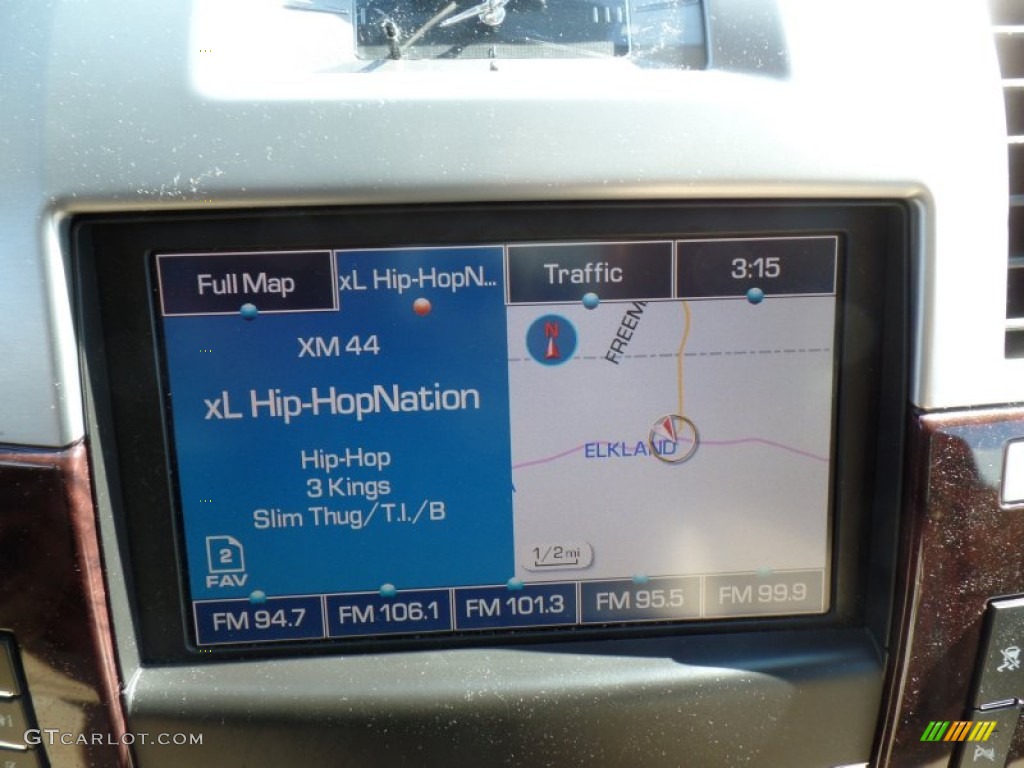 Full Map
xL Hip-HopN...
Traffic
3:15
XM 44
xL Hip-HopNation
Hip-Hop
3 Kings
Slim Thug/T.I./B
2
FAV
N
FREEM
ELKLAND
1/2mi
FM 94.7
FM 106.1
FM 101.3
FM 95.5
FM 99.9
GTCARLOT.COM